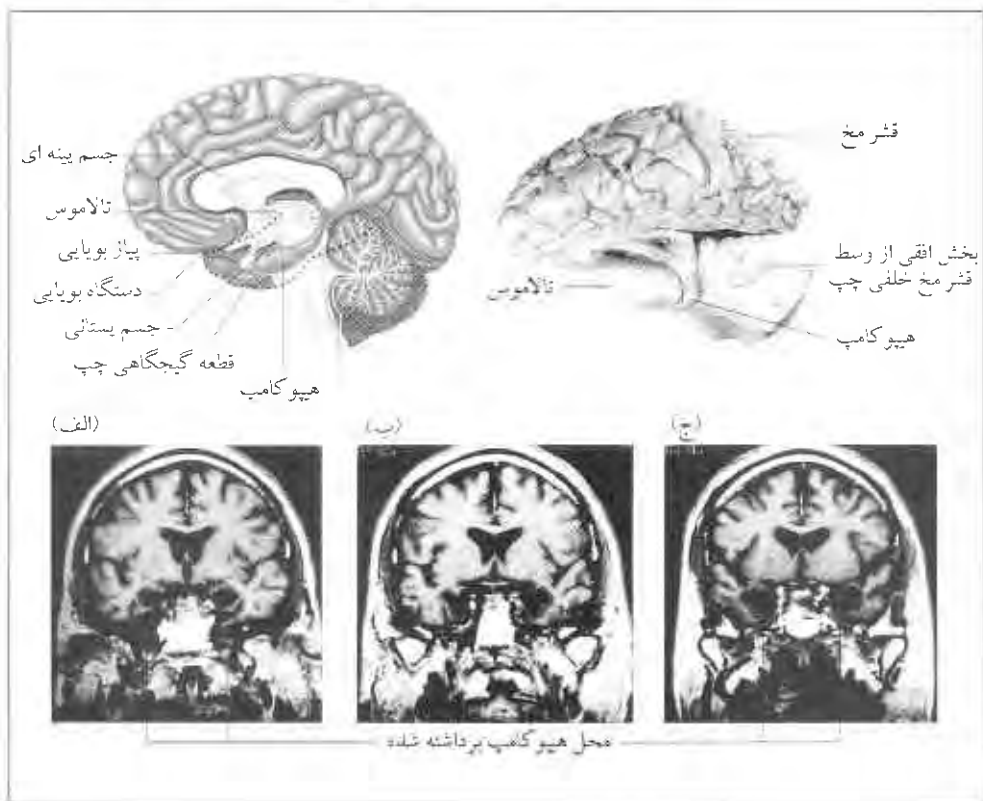 قشر مخ
بخش افقی از وسط
قشر مخ خلفی چپ
تالاموس
هیپوکامپ
جسم پینه ای
تالاموس
پیاز بویایی
دستگاه بویایی
جسم پستانی
قطعه گیجگاهی چپ
هیپوکامپ
(الف)
(ب)
(ج)
محل هیپوکامپ برداشته شده